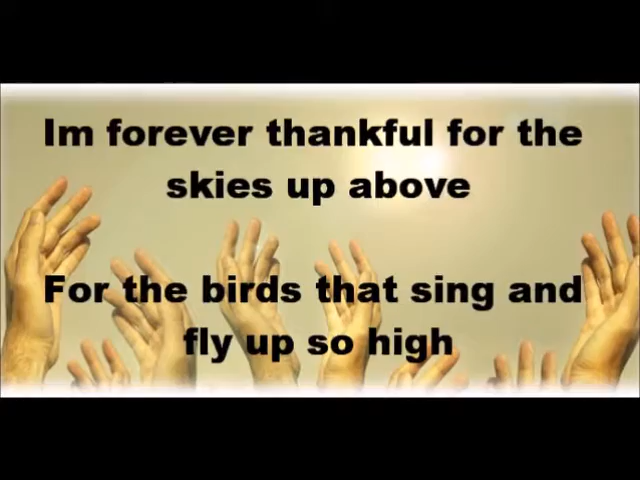 Im forever thankful for the
skies up above
For the birds that sing and
fly up so high